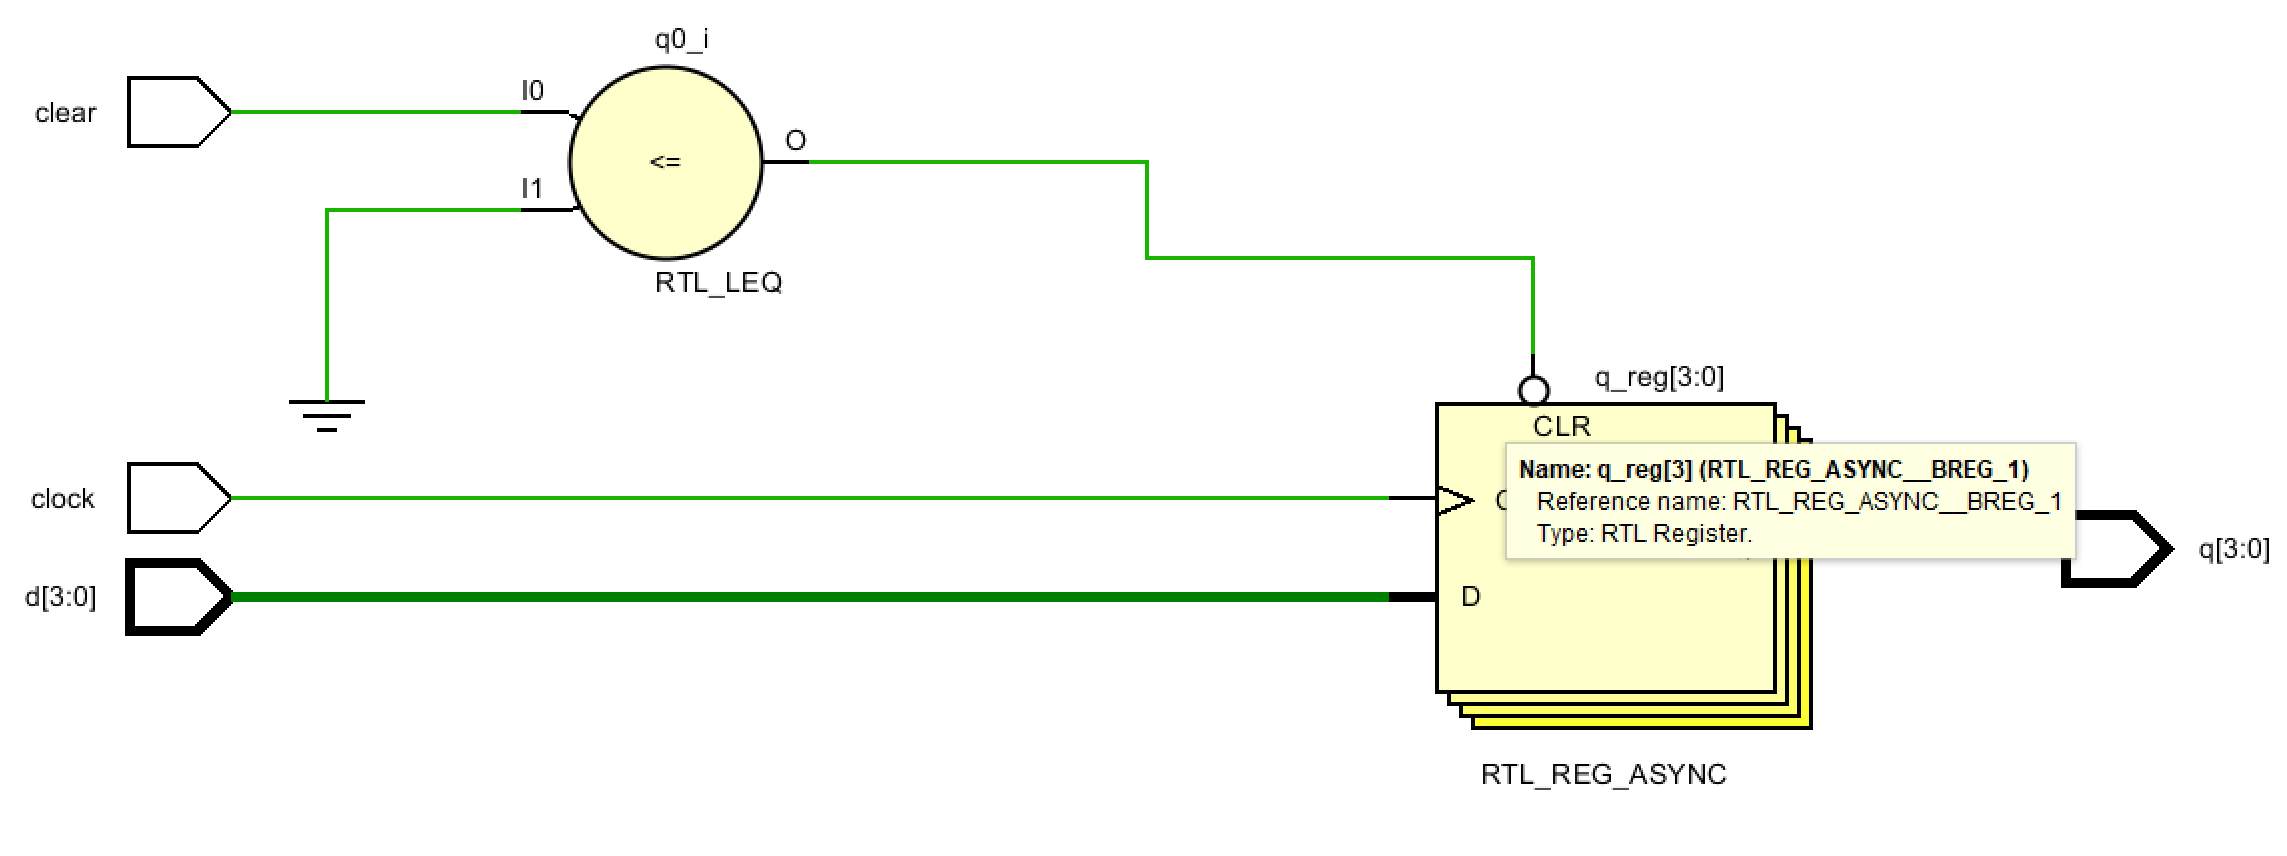 q0_i
clear
I0
<=
O
I1
RTL_LEQ
q_reg[3:0]
CLR
Name: q_reg[3] (RTL_REG_ASYNC__BREG_1)
clock
Reference name: RTL_REG_ASYNC__BREG_1
Type: RTL Register.
q[3:0]
d[3:0]
D
RTL_REG_ASYNC